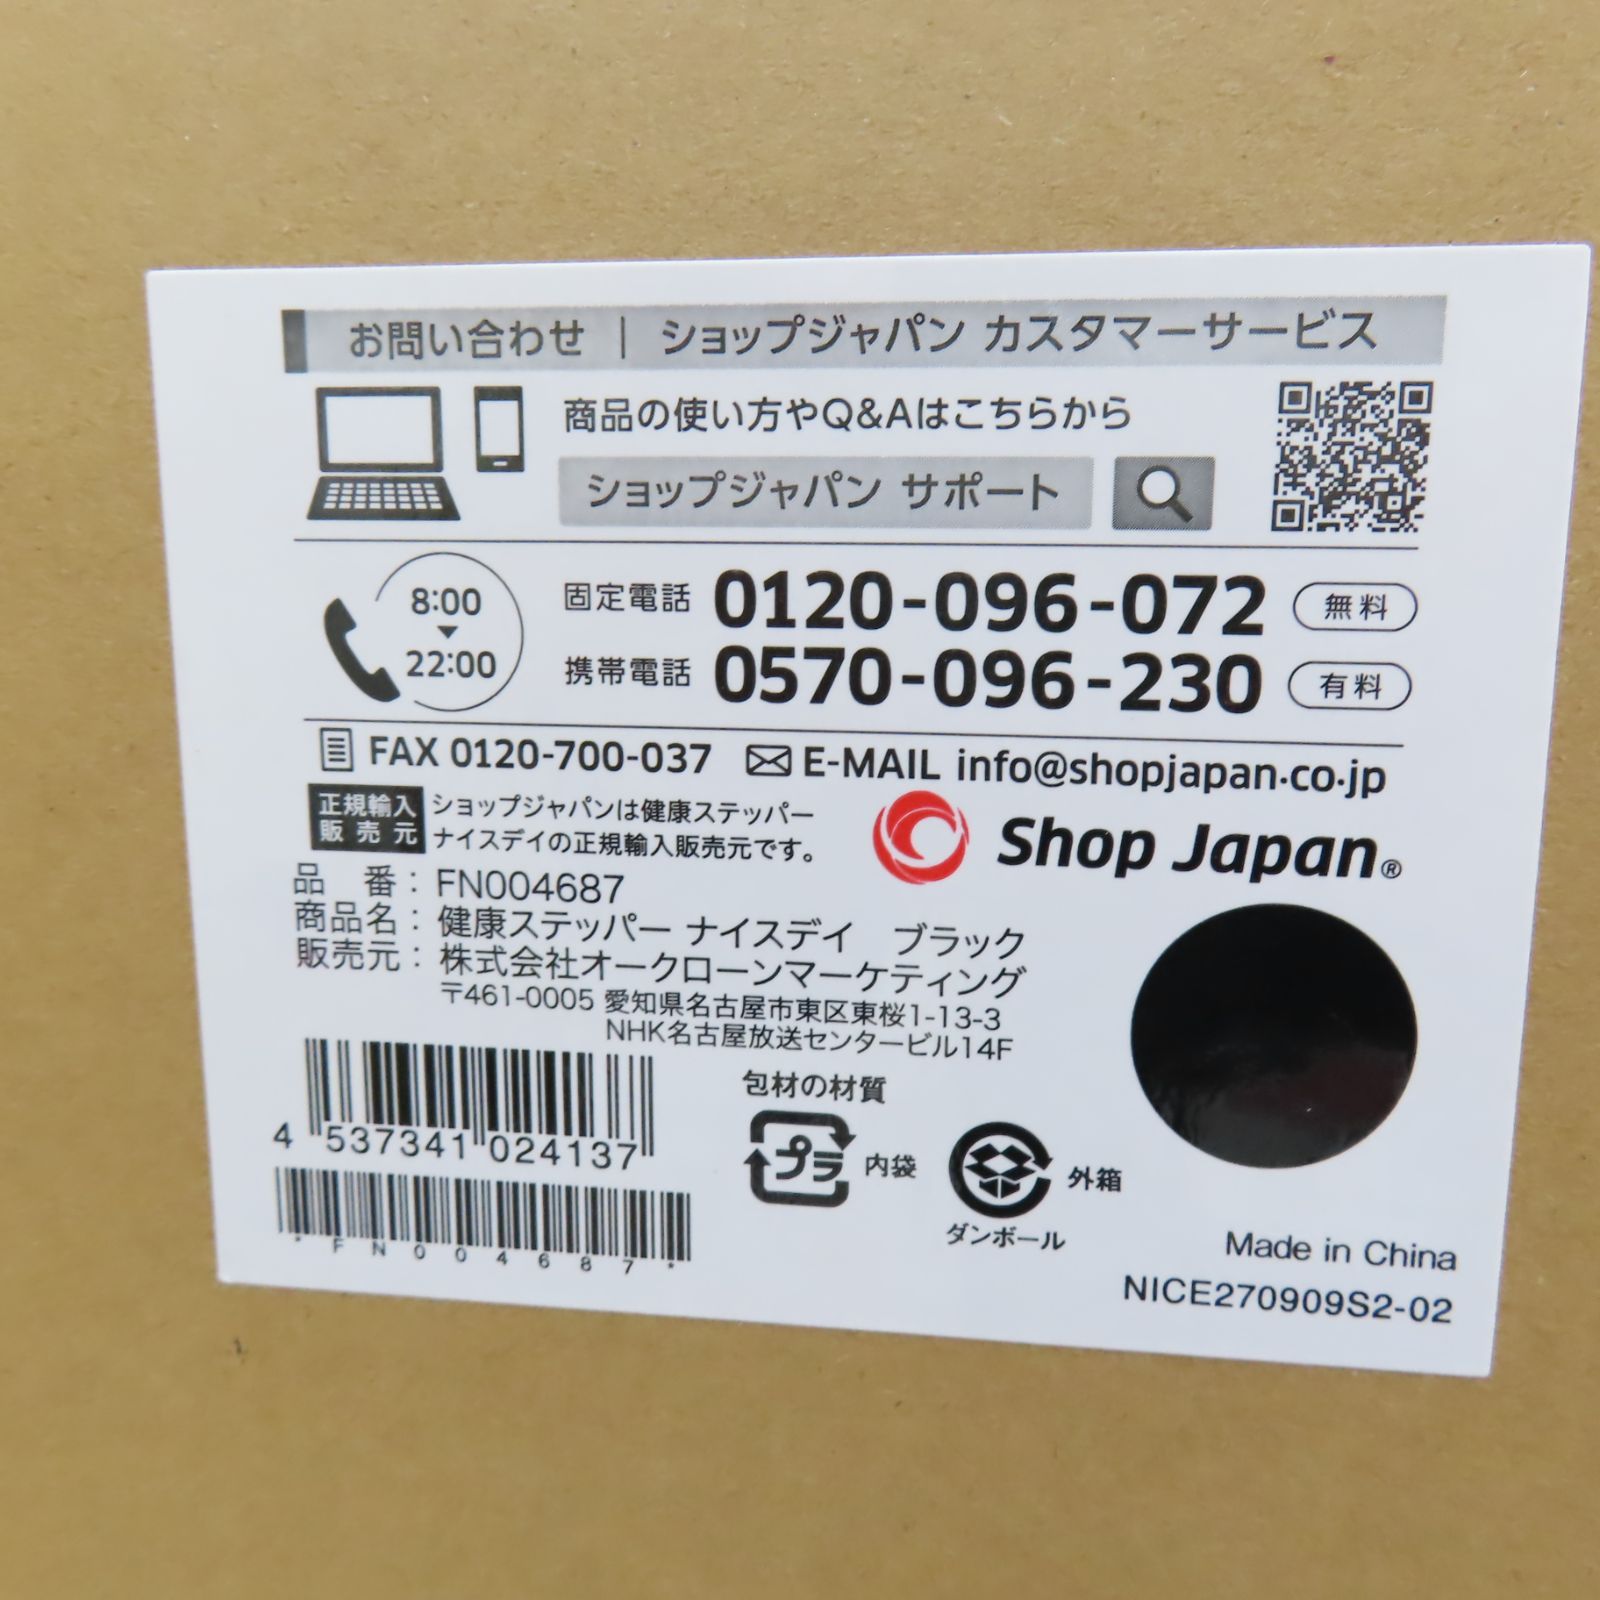 お問い合わせ | ショップジャパン カスタマーサービス
商品の使い方やQ&Aはこちらから
ショップジャパン サポート
8:00
22:00
固定電話 0120-096-072 無料
携帯電話 0570-096-230 有料
FAX 0120-700-037 E-MAIL info@shopjapan.co.jp
正規輸入
販売元
ショップジャパンは健康ステッパー
ナイスデイの正規輸入販売元です。
Shop Japan®
品 番：FN004687
商品名：健康ステッパー ナイスデイ ブラック
販売元：株式会社オークローンマーケティング
〒461-0005 愛知県名古屋市東区東桜1-13-3
NHK名古屋放送センタービル14F
4 537341 024137
*FN004687*
包材の材質
プラ 内袋
外箱
ダンボール
Made in China
NICE270909S2-02